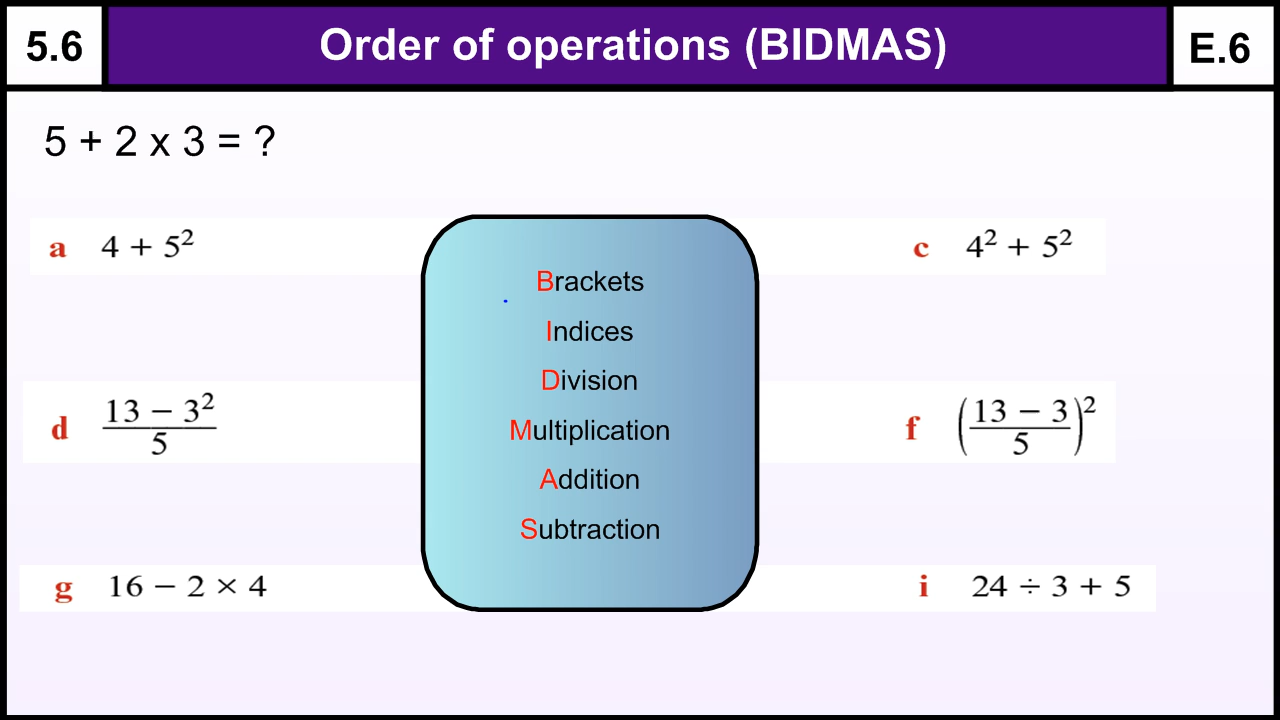 5.6
Order of operations (BIDMAS)
E.6
5 + 2 x 3 = ?
a 4 + 5²
c 4² + 5²
Brackets
Indices
Division
Multiplication
Addition
Subtraction
d (13 − 3²)/5
f ((13 − 3)/5)²
g 16 − 2 × 4
i 24 ÷ 3 + 5